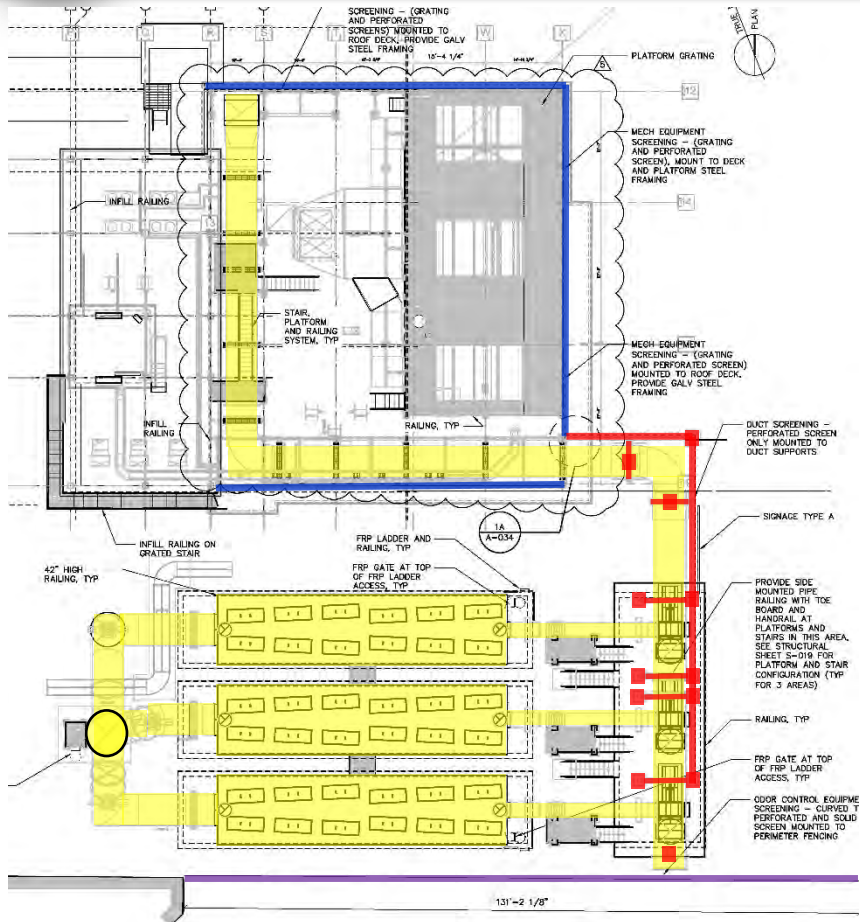 SCREENING – (GRATING
AND PERFORATED
SCREENS) MOUNTED TO
ROOF DECK, PROVIDE GALV
STEEL FRAMING
TRUE
PLAN
S
T
W
K
15'-4 1/4"
5
PLATFORM GRATING
MECH EQUIPMENT
SCREENING – (GRATING
AND PERFORATED
SCREEN), MOUNT TO DECK
AND PLATFORM STEEL
FRAMING
INFILL RAILING
STAIR,
PLATFORM
AND RAILING
SYSTEM, TYP
MECH EQUIPMENT
SCREENING – (GRATING
AND PERFORATED SCREEN)
MOUNTED TO ROOF DECK.
PROVIDE GALV STEEL
FRAMING
INFILL
RAILING
RAILING, TYP
DUCT SCREENING –
PERFORATED SCREEN
ONLY MOUNTED TO
DUCT SUPPORTS
1A
A-034
SIGNAGE TYPE A
INFILL RAILING ON
GRATED STAIR
FRP LADDER AND
RAILING, TYP
42" HIGH
RAILING, TYP
FRP GATE AT TOP
OF FRP LADDER
ACCESS, TYP
PROVIDE SIDE
MOUNTED PIPE
RAILING WITH TOE
BOARD AND
HANDRAIL AT
PLATFORMS AND
STAIRS IN THIS AREA.
SEE STRUCTURAL
SHEET S-019 FOR
PLATFORM AND STAIR
CONFIGURATION (TYP
FOR 3 AREAS)
RAILING, TYP
FRP GATE AT TOP
OF FRP LADDER
ACCESS, TYP
ODOR CONTROL EQUIPME
SCREENING – CURVED T
PERFORATED AND SOLID
SCREEN MOUNTED TO
PERIMETER FENCING
131'-2 1/8"